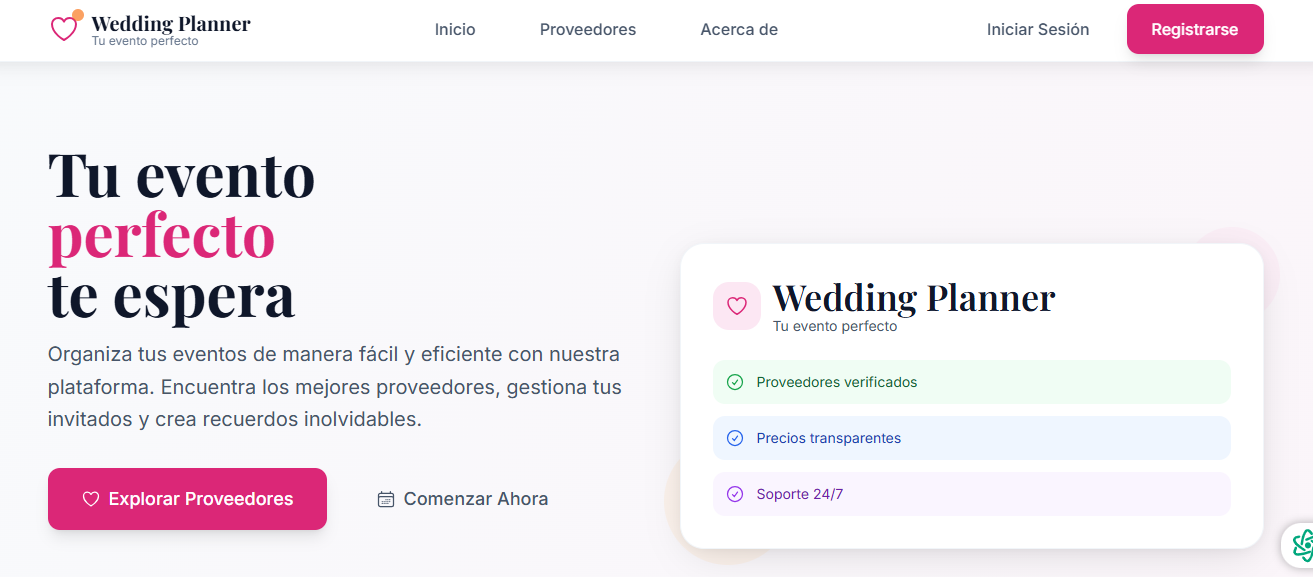 Wedding Planner
Tu evento perfecto
Inicio
Proveedores
Acerca de
Iniciar Sesión
Registrarse
Tu evento
perfecto
te espera
Organiza tus eventos de manera fácil y eficiente con nuestra
plataforma. Encuentra los mejores proveedores, gestiona tus
invitados y crea recuerdos inolvidables.
Explorar Proveedores
Comenzar Ahora
Wedding Planner
Tu evento perfecto
Proveedores verificados
Precios transparentes
Soporte 24/7